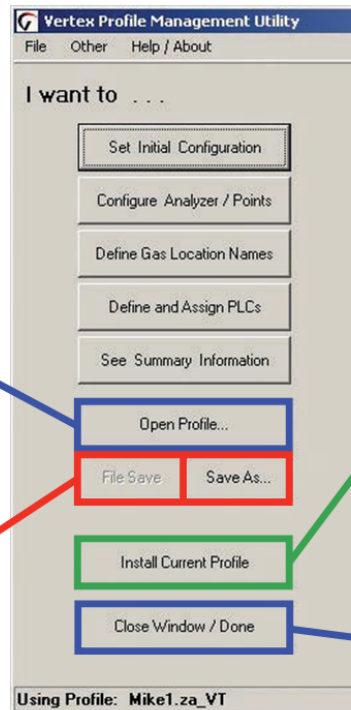 Vertex Profile Management Utility
File Other Help / About
I want to . . .
Set Initial Configuration
Configure Analyzer / Points
Define Gas Location Names
Define and Assign PLCs
See Summary Information
Open Profile...
File Save Save As...
Install Current Profile
Close Window / Done
Using Profile: Mike1.za_VT